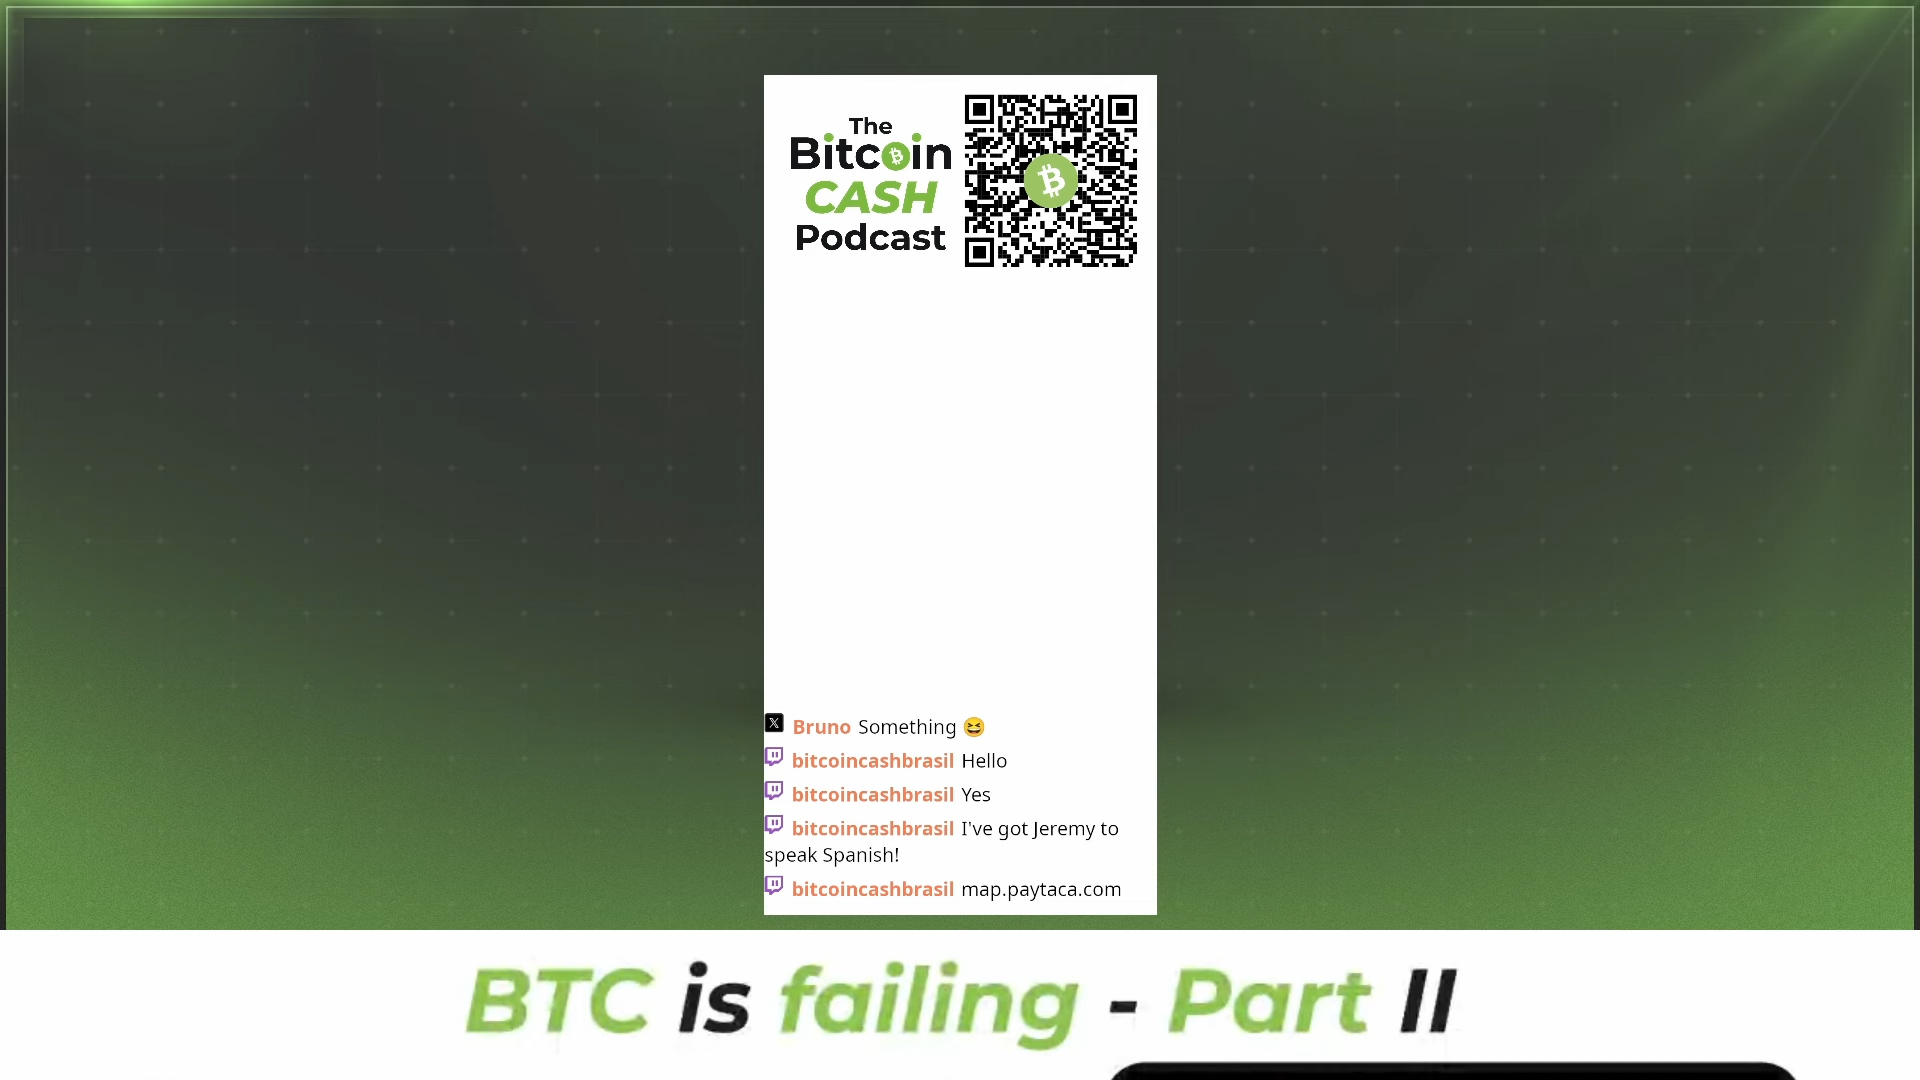 The
Bitcoin
CASH
Podcast
Bruno Something 😆
bitcoincashbrasil Hello
bitcoincashbrasil Yes
bitcoincashbrasil I've got Jeremy to
speak Spanish!
bitcoincashbrasil map.paytaca.com
BTC is failing - Part II